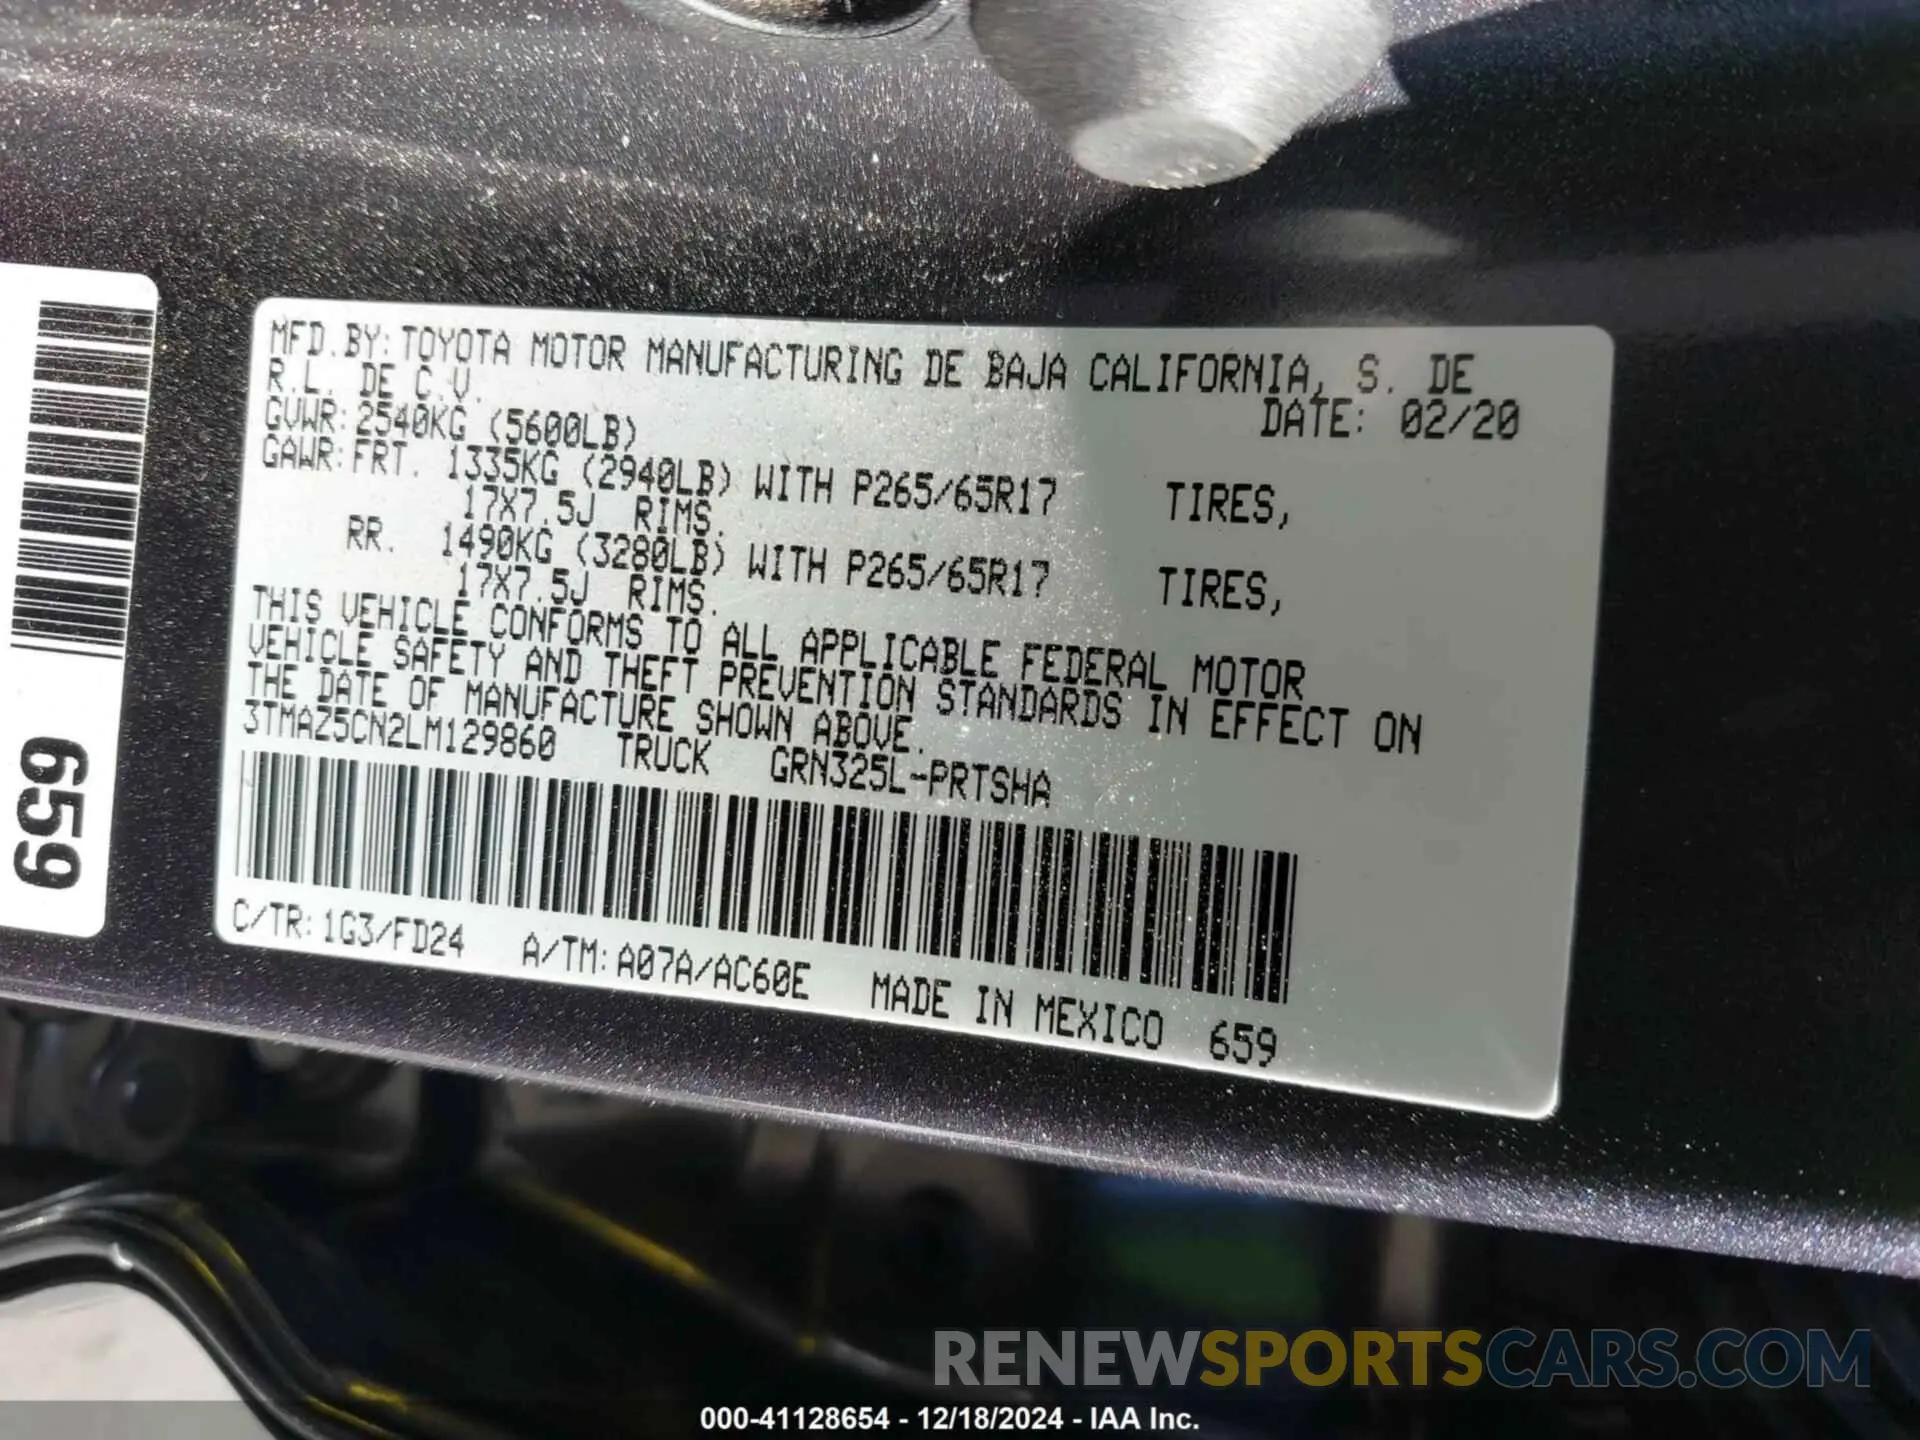 MFD.BY: TOYOTA MOTOR MANUFACTURING DE BAJA CALIFORNIA, S. DE
R.L. DE C.V.
DATE: 02/20
GVWR: 2540KG (5600LB)
GAWR: FRT. 1335KG (2940LB) WITH P265/65R17 TIRES,
17X7.5J RIMS.
RR. 1490KG (3280LB) WITH P265/65R17 TIRES,
17X7.5J RIMS.
THIS VEHICLE CONFORMS TO ALL APPLICABLE FEDERAL MOTOR
VEHICLE SAFETY AND THEFT PREVENTION STANDARDS IN EFFECT ON
THE DATE OF MANUFACTURE SHOWN ABOVE.
3TMAZ5CN2LM129860 TRUCK GRN325L-PRTSHA
C/TR: 1G3/FD24 A/TM: A07A/AC60E MADE IN MEXICO 659
659
RENEWSPORTSCARS.COM
000-41128654 - 12/18/2024 - IAA Inc.